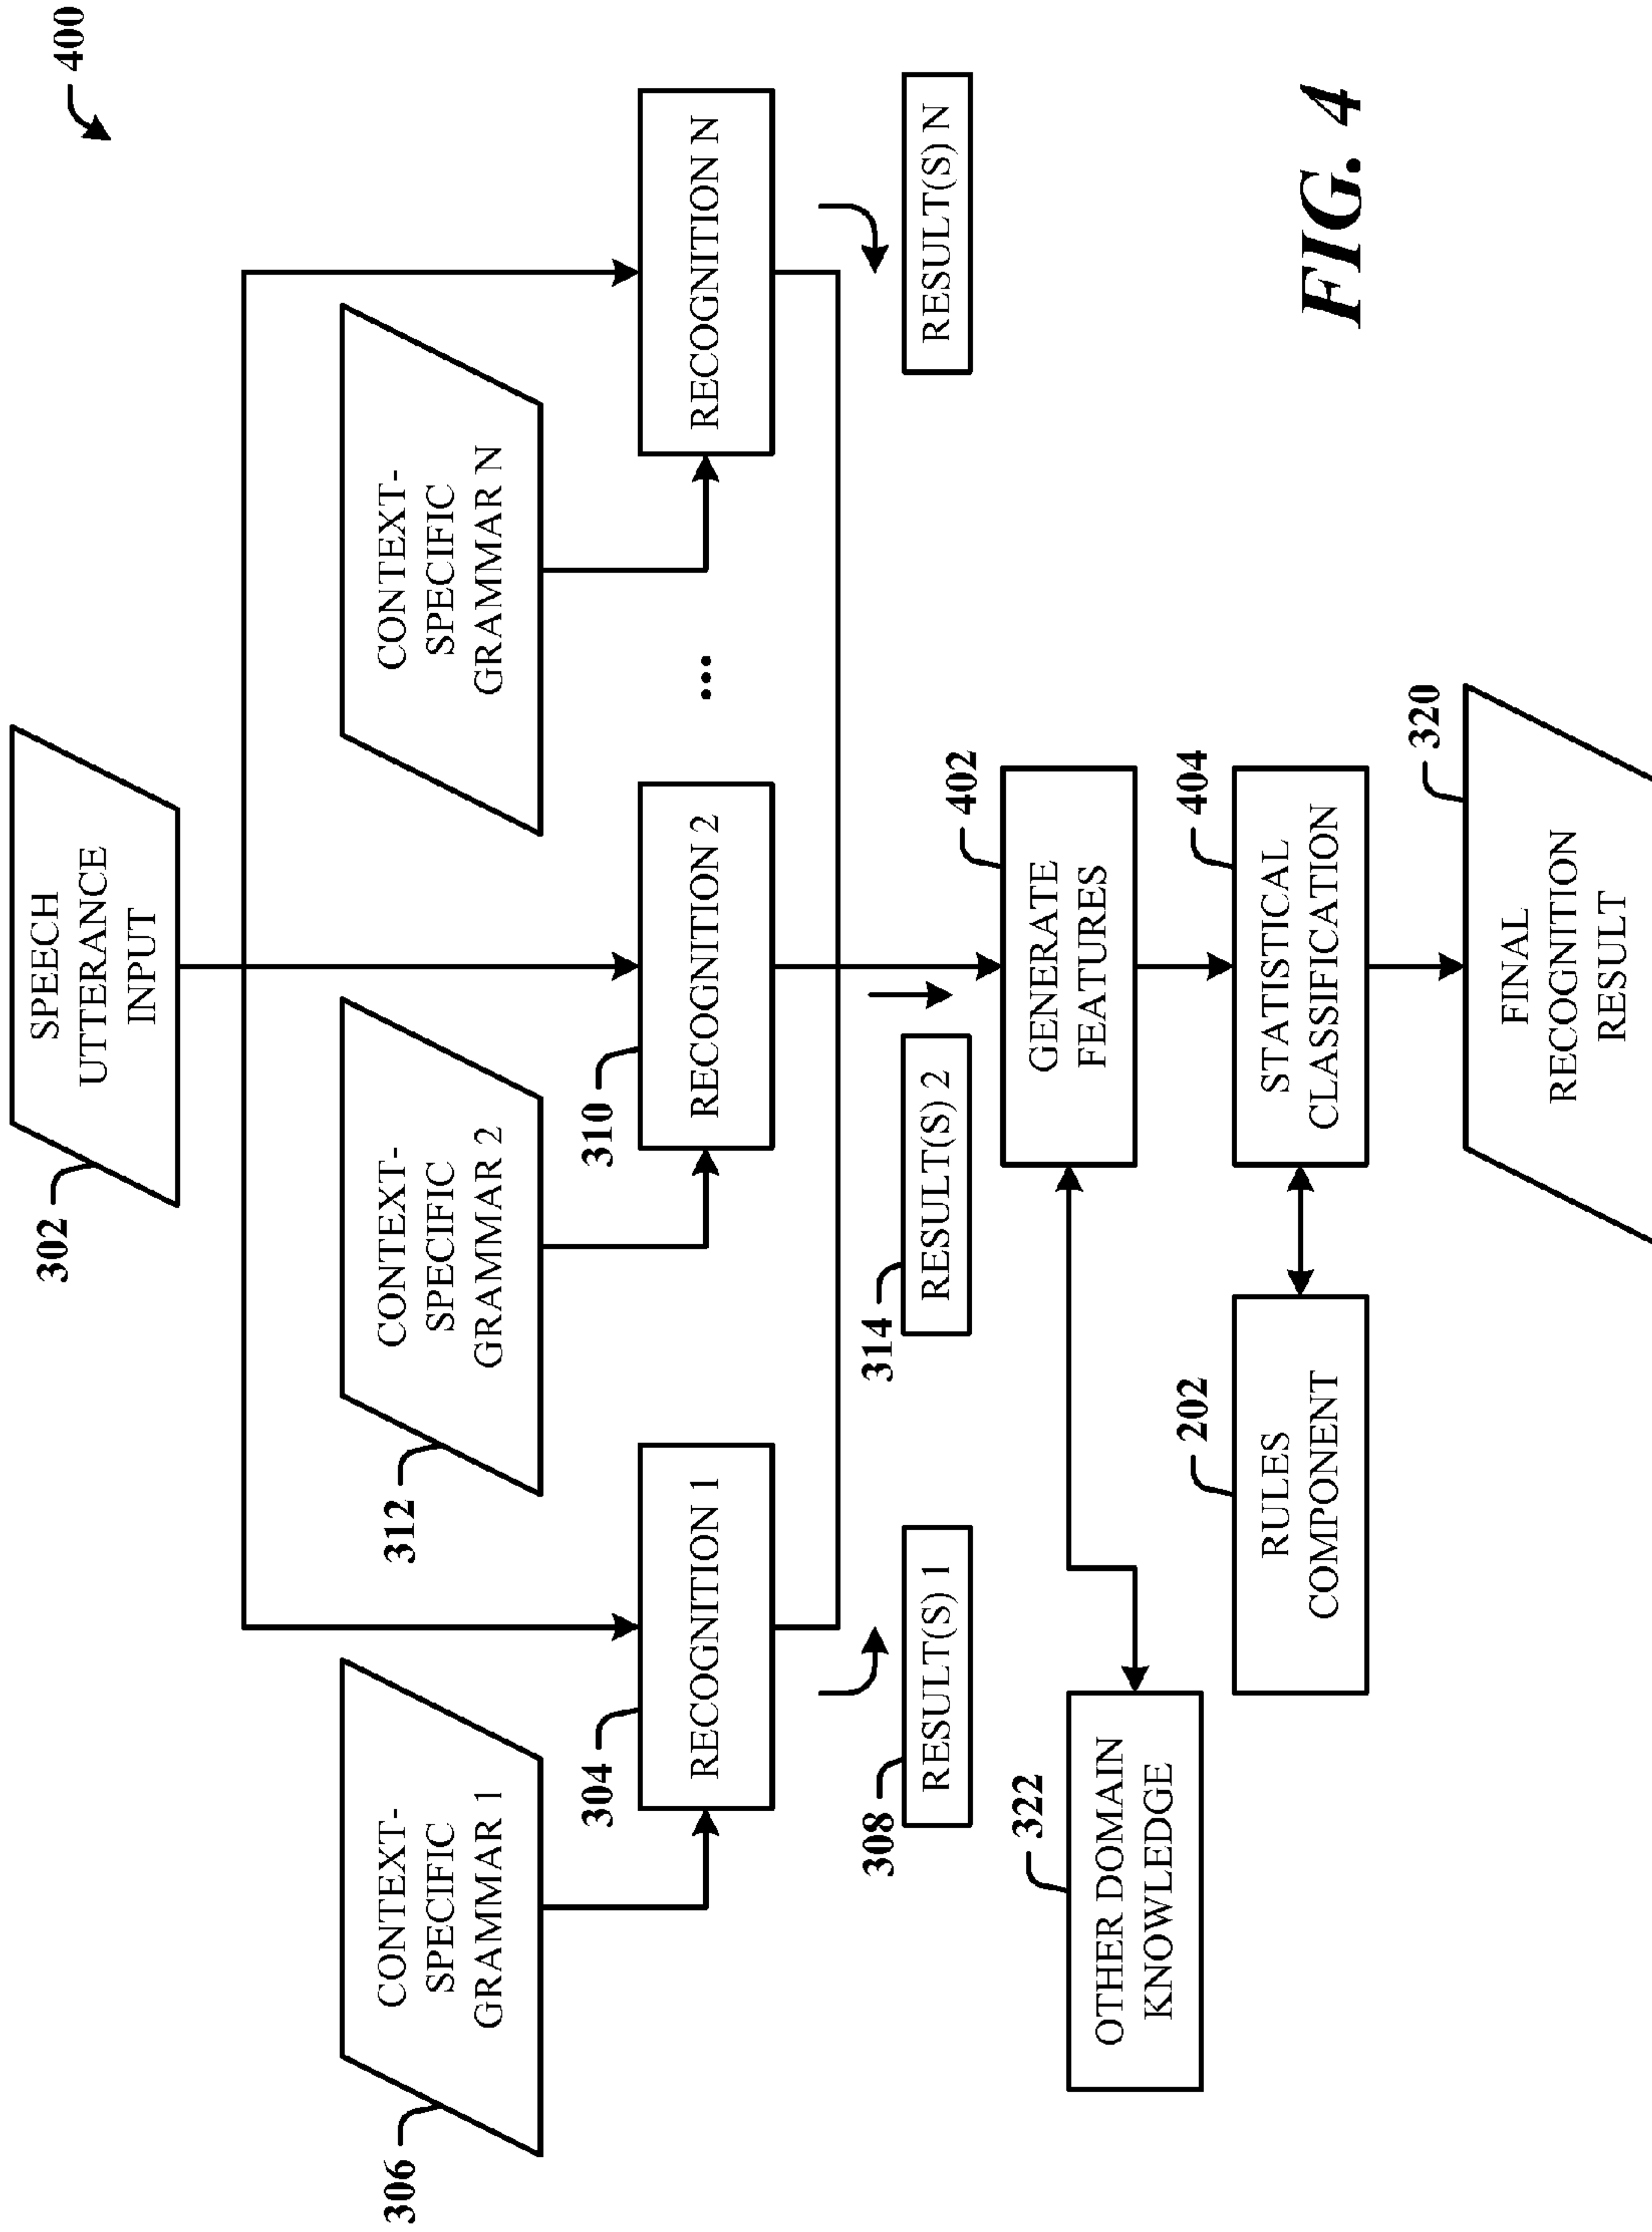 400
SPEECH
UTTERANCE
INPUT
302
CONTEXT-
SPECIFIC
GRAMMAR 1
306
CONTEXT-
SPECIFIC
GRAMMAR 2
312
CONTEXT-
SPECIFIC
GRAMMAR N
304
RECOGNITION 1
310
RECOGNITION 2
...
RECOGNITION N
308
RESULT(S) 1
314
RESULT(S) 2
RESULT(S) N
402
GENERATE
FEATURES
322
OTHER DOMAIN
KNOWLEDGE
202
RULES
COMPONENT
404
STATISTICAL
CLASSIFICATION
320
FINAL
RECOGNITION
RESULT
FIG. 4